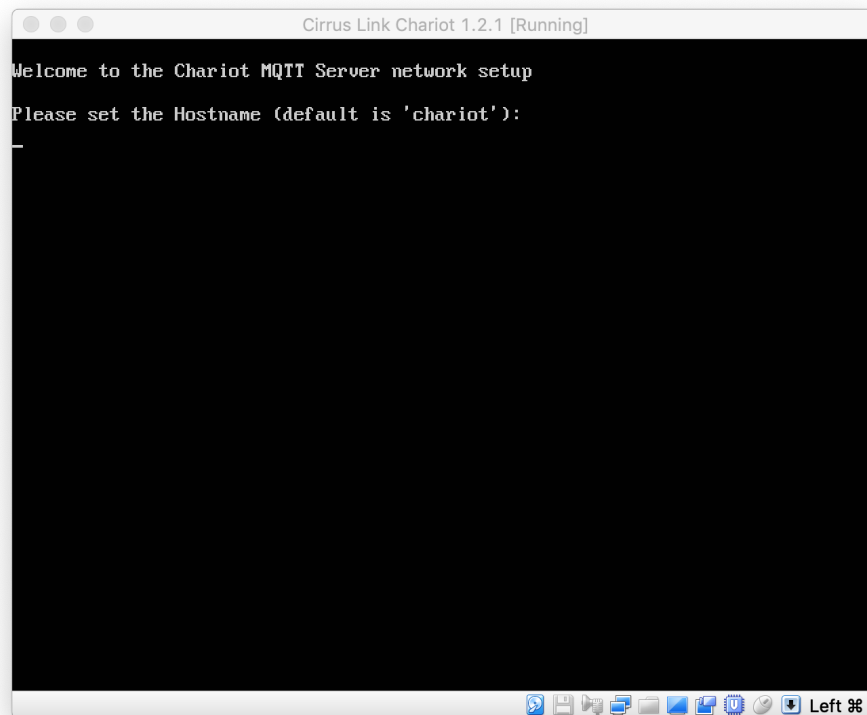 Cirrus Link Chariot 1.2.1 [Running]
Welcome to the Chariot MQTT Server network setup
Please set the Hostname (default is 'chariot'):
Left ⌘